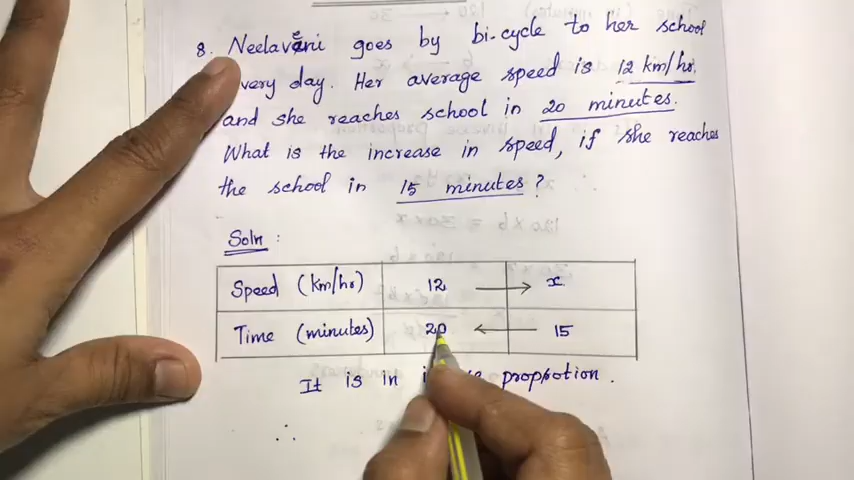 8. Neelaveni goes by bi-cycle to her school
very day. Her average speed is 12 km/hr.
and she reaches school in 20 minutes.
What is the increase in speed, if she reaches
the school in 15 minutes?
Soln :
Speed (km/hr) 12 → x
Time (minutes) 20 ← 15
It is in proportion.
∴